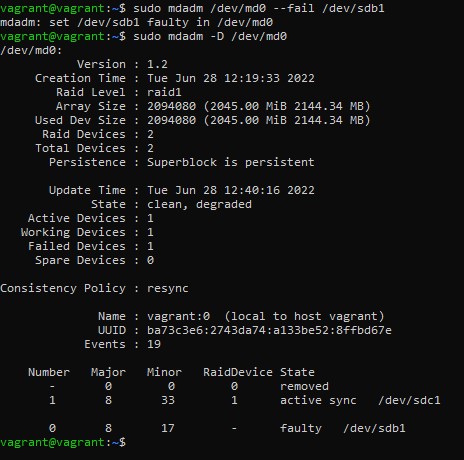 vagrant@vagrant:~$ sudo mdadm /dev/md0 --fail /dev/sdb1
mdadm: set /dev/sdb1 faulty in /dev/md0
vagrant@vagrant:~$ sudo mdadm -D /dev/md0
/dev/md0:
Version : 1.2
Creation Time : Tue Jun 28 12:19:33 2022
Raid Level : raid1
Array Size : 2094080 (2045.00 MiB 2144.34 MB)
Used Dev Size : 2094080 (2045.00 MiB 2144.34 MB)
Raid Devices : 2
Total Devices : 2
Persistence : Superblock is persistent
Update Time : Tue Jun 28 12:40:16 2022
State : clean, degraded
Active Devices : 1
Working Devices : 1
Failed Devices : 1
Spare Devices : 0
Consistency Policy : resync
Name : vagrant:0  (local to host vagrant)
UUID : ba73c3e6:2743da74:a133be52:8ffbd67e
Events : 19
Number   Major   Minor   RaidDevice State
-       0        0        0      removed
1       8       33        1      active sync   /dev/sdc1
0       8       17        -      faulty   /dev/sdb1
vagrant@vagrant:~$